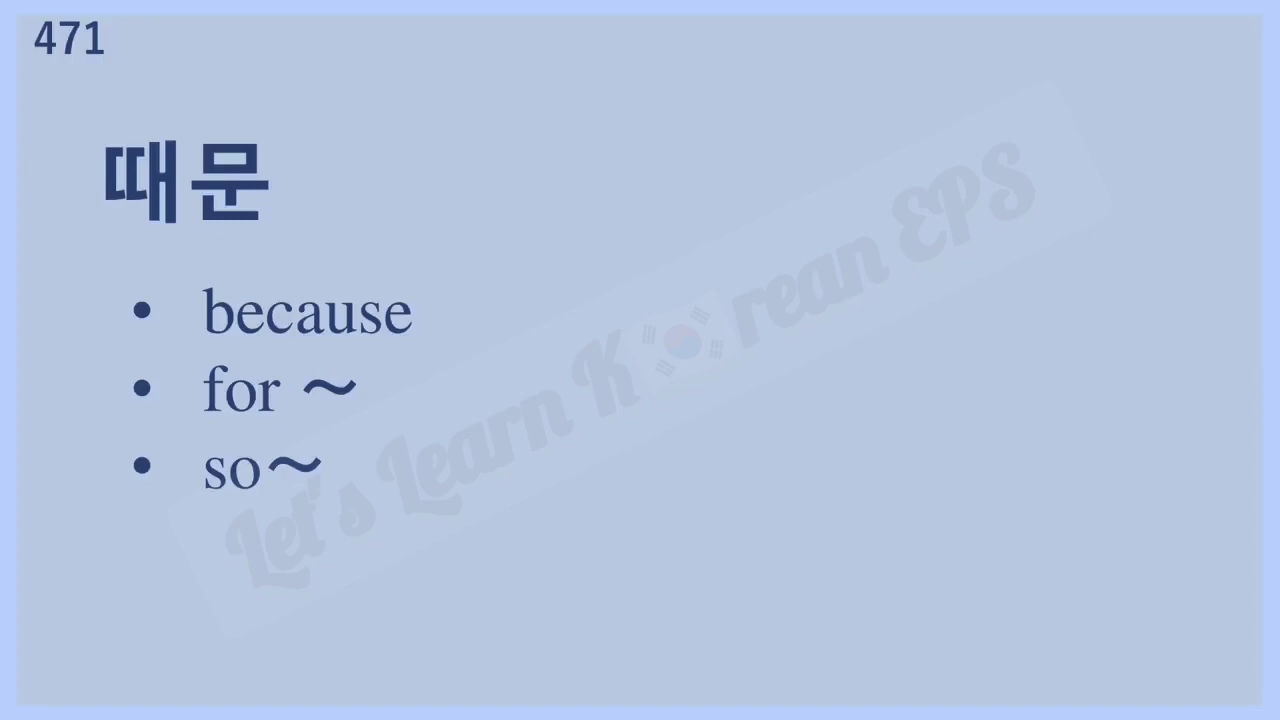 471
때문
• because
• for ～
• so～
Let's Learn Korean EPS